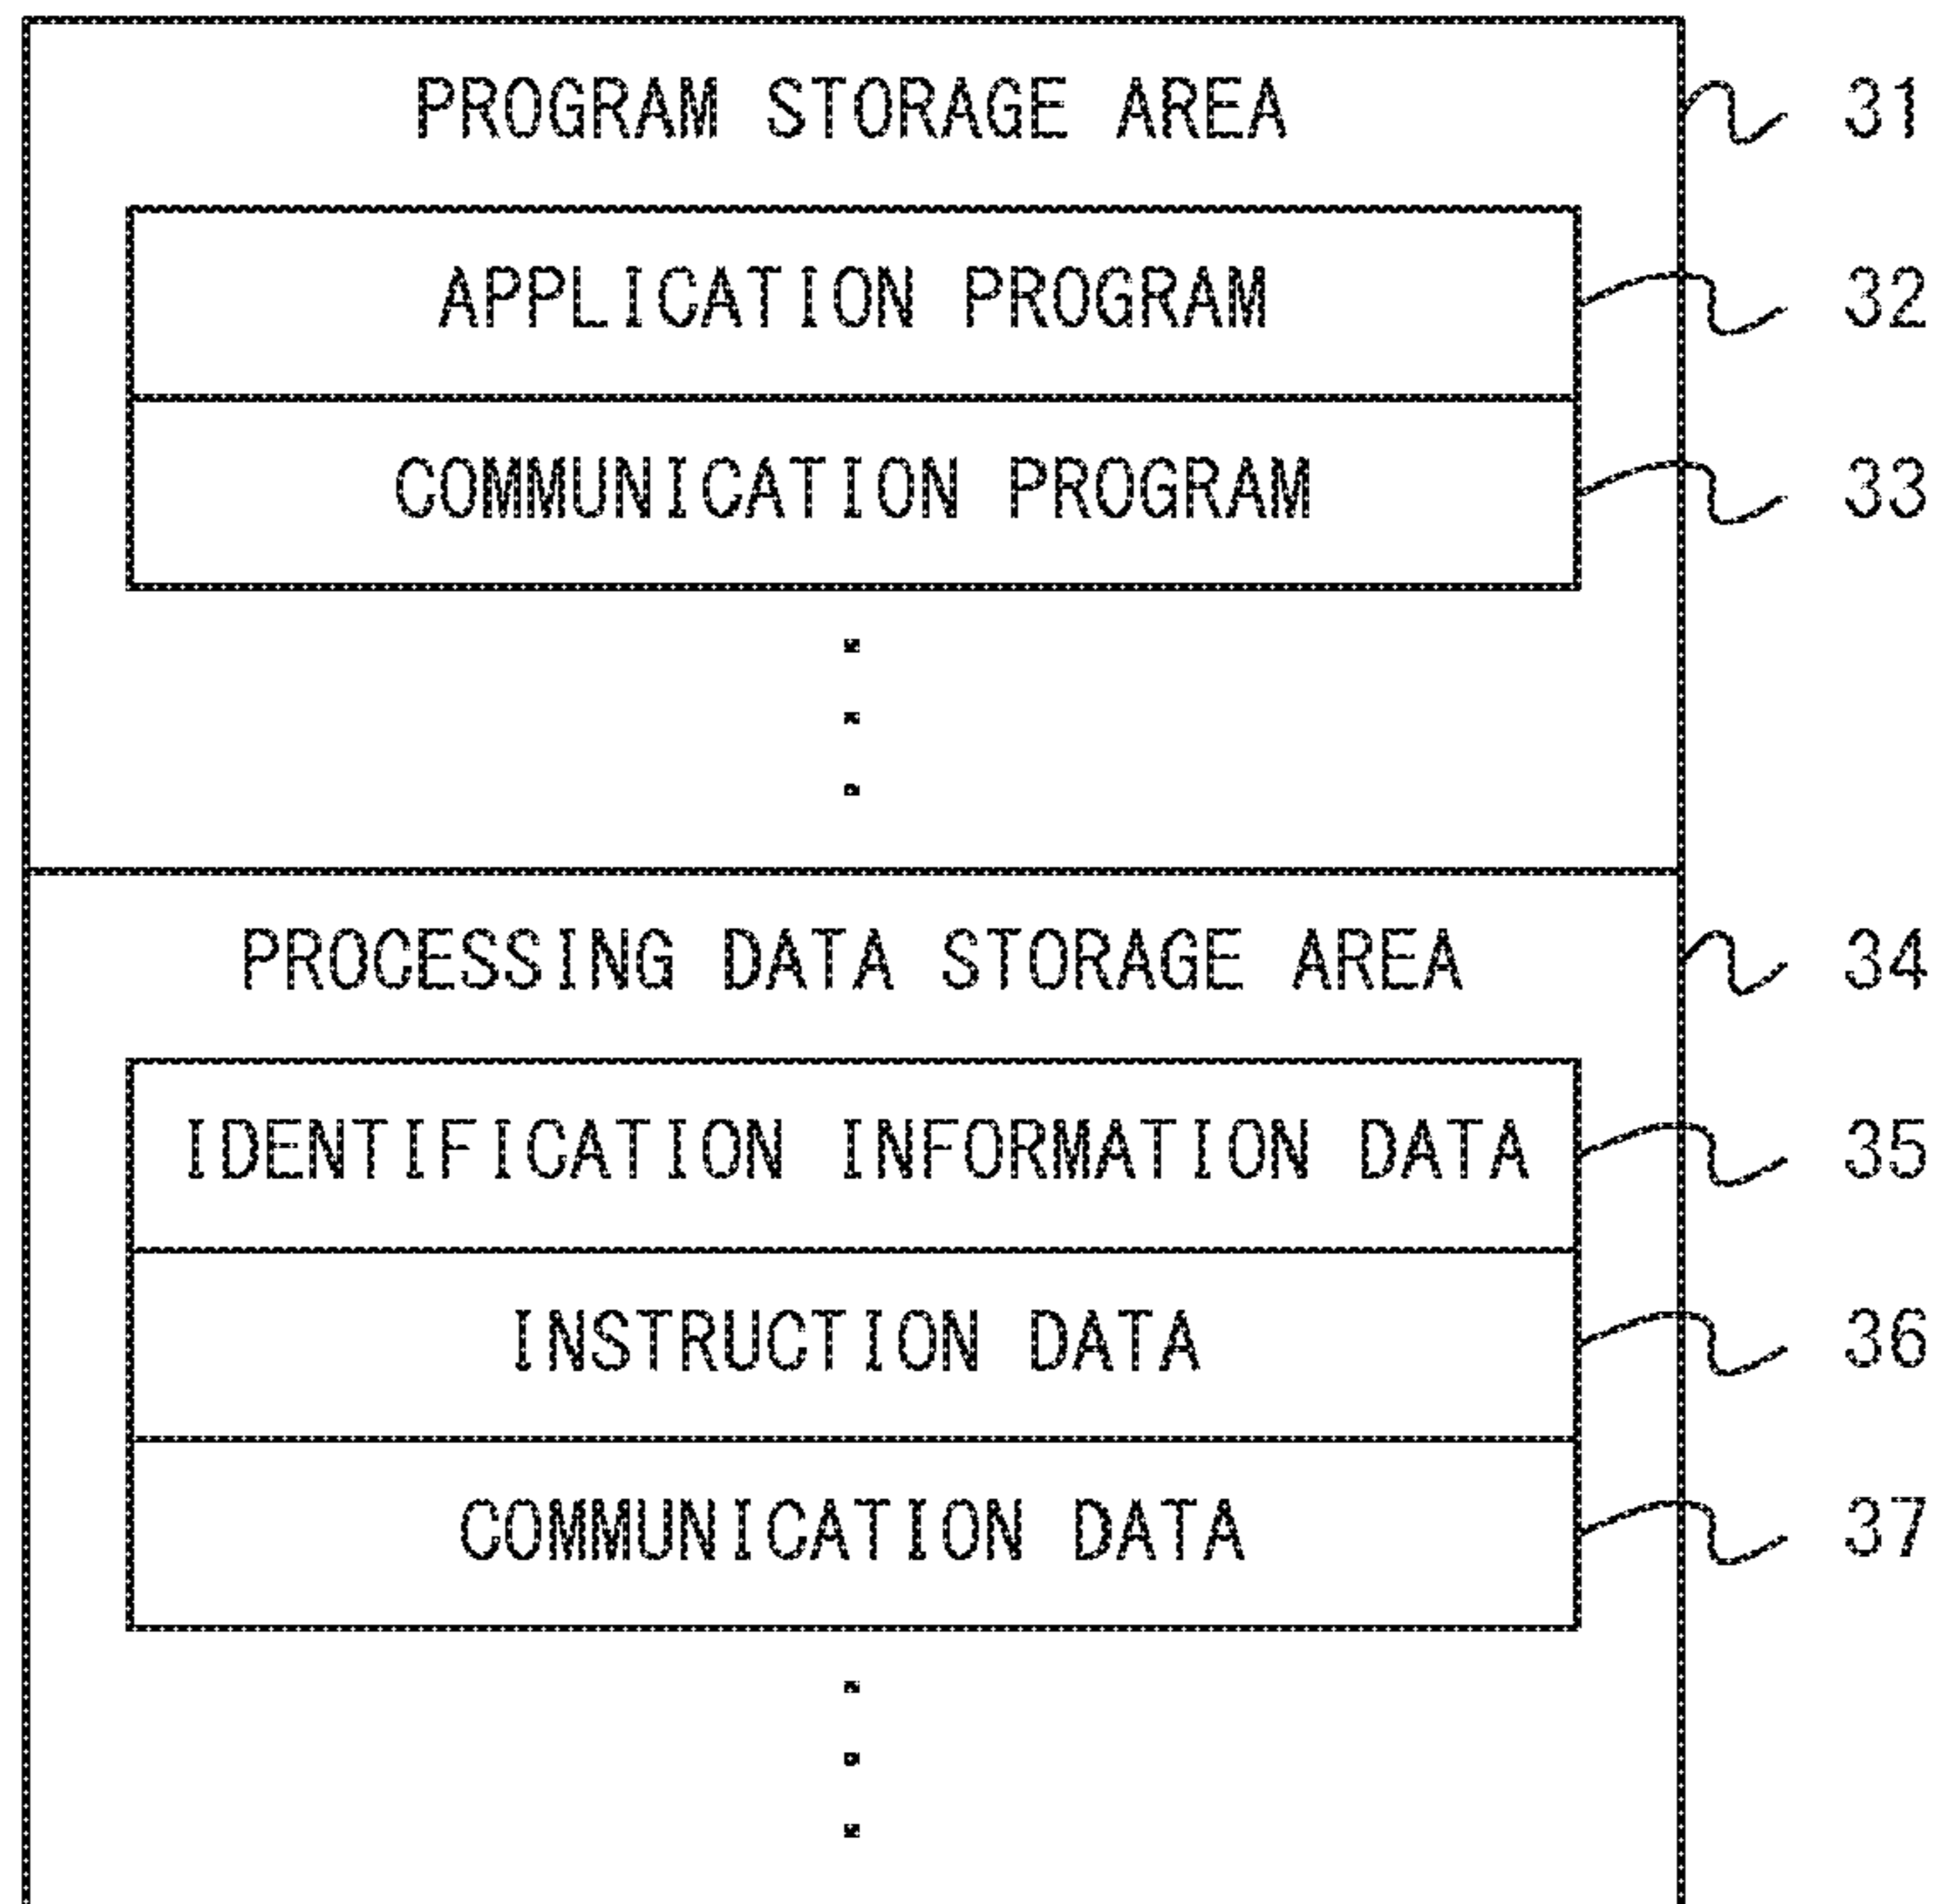 PROGRAM STORAGE AREA 31
APPLICATION PROGRAM 32
COMMUNICATION PROGRAM 33
PROCESSING DATA STORAGE AREA 34
IDENTIFICATION INFORMATION DATA 35
INSTRUCTION DATA 36
COMMUNICATION DATA 37